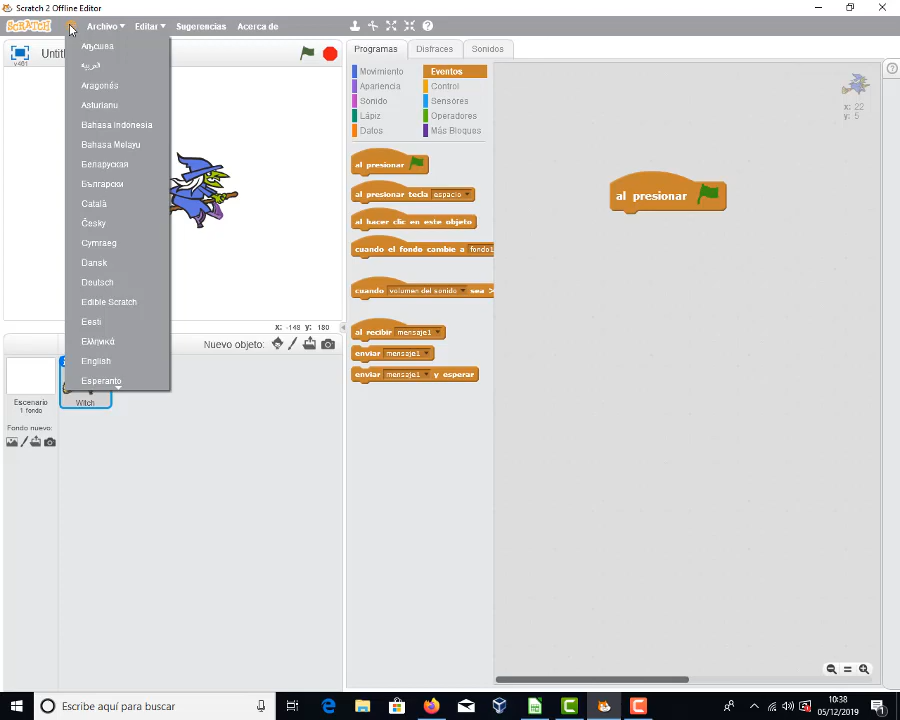 Scratch 2 Offline Editor
SCRATCH
Archivo
Editar
Sugerencias
Acerca de
v461
Аҧсшәа
العربية
Aragonés
Asturianu
Bahasa Indonesia
Bahasa Melayu
Беларуская
Български
Català
Česky
Cymraeg
Dansk
Deutsch
Edible Scratch
Eesti
Ελληνικά
English
Esperanto
x: -148 y: 180
Nuevo objeto:
Escenario
1 fondo
Fondo nuevo:
Witch
Programas
Disfraces
Sonidos
Movimiento
Eventos
Apariencia
Control
Sonido
Sensores
Lápiz
Operadores
Datos
Más Bloques
al presionar
al presionar tecla espacio
al hacer clic en este objeto
cuando el fondo cambie a fondo1
cuando volumen del sonido sea >
al recibir mensaje1
enviar mensaje1
enviar mensaje1 y esperar
al presionar
x: 22
y: 5
Escribe aquí para buscar
10:38
05/12/2019